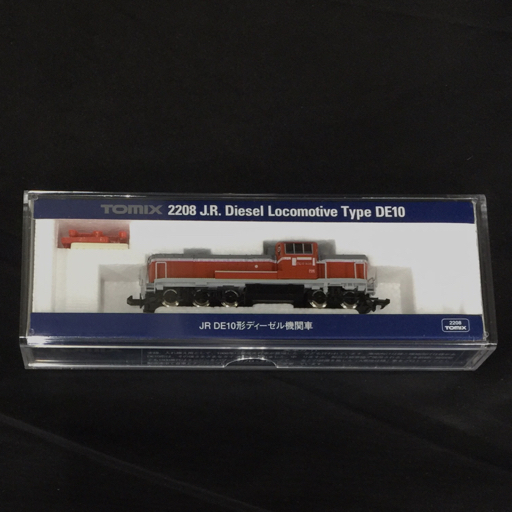 TOMIX 2208 J.R. Diesel Locomotive Type DE10
JR DE10形ディーゼル機関車
2208
TOMIX